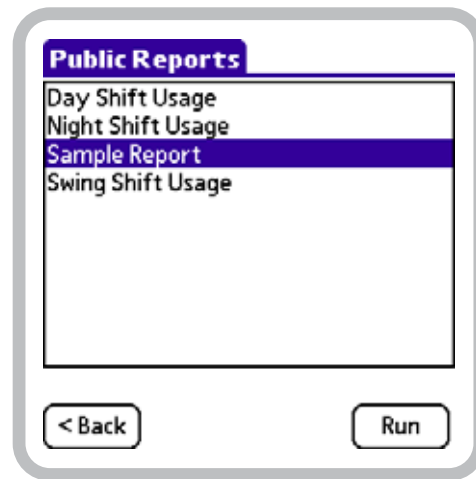 Public Reports
Day Shift Usage
Night Shift Usage
Sample Report
Swing Shift Usage
< Back
Run